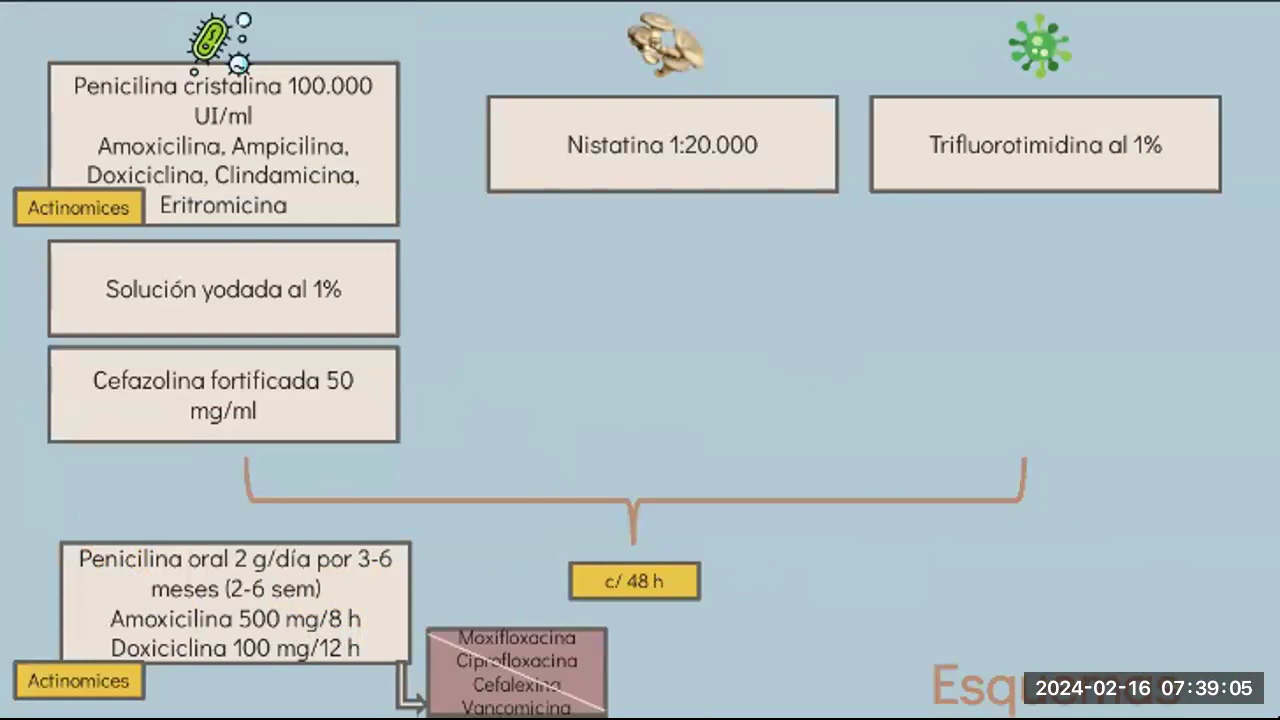 Penicilina cristalina 100.000
UI/ml
Amoxicilina, Ampicilina,
Doxiciclina, Clindamicina,
Eritromicina
Actinomices
Solución yodada al 1%
Cefazolina fortificada 50
mg/ml
Nistatina 1:20.000
Trifluorotimidina al 1%
c/ 48 h
Penicilina oral 2 g/día por 3-6
meses (2-6 sem)
Amoxicilina 500 mg/8 h
Doxiciclina 100 mg/12 h
Actinomices
Moxifloxacina
Ciprofloxacina
Cefalexina
Vancomicina
Esquemas
2024-02-16 07:39:05